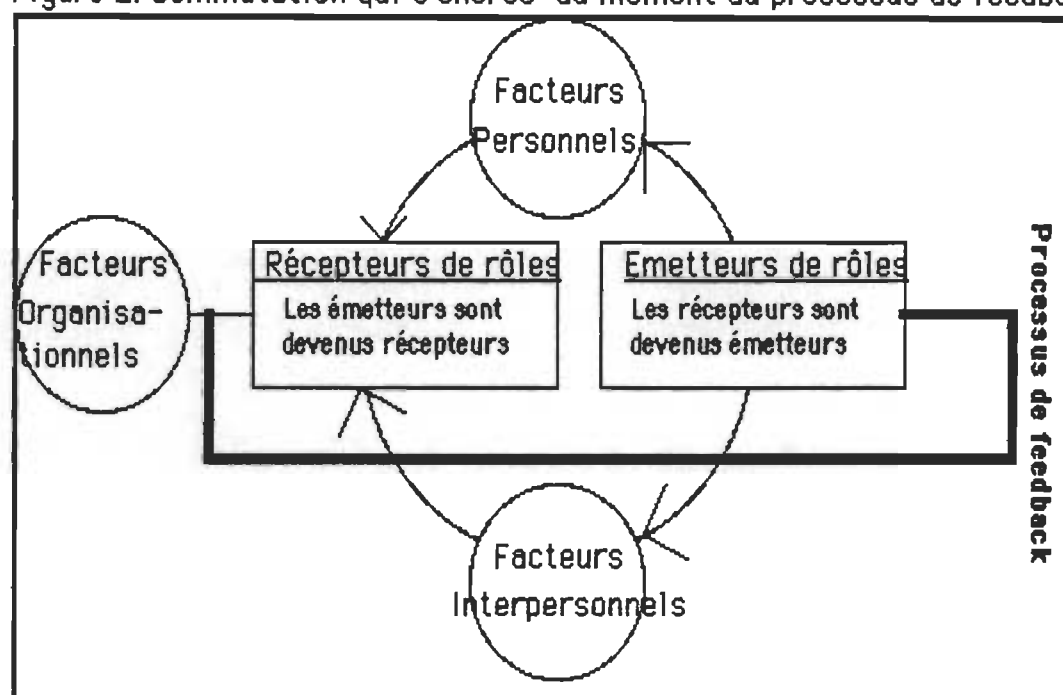 Facteurs
Personnels
Facteurs
Organisa-
tionnels
Récepteurs de rôles
Les émetteurs sont
devenus récepteurs
Emetteurs de rôles
Les récepteurs sont
devenus émetteurs
Processus de feedback
Facteurs
Interpersonnels